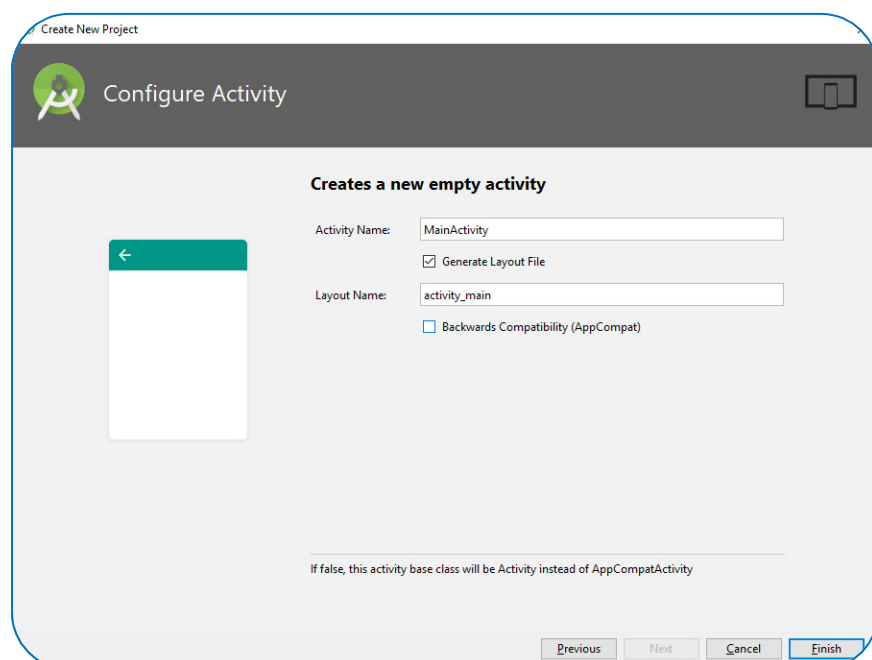 Create New Project
Configure Activity
Creates a new empty activity
Activity Name: MainActivity
Generate Layout File
Layout Name: activity_main
Backwards Compatibility (AppCompat)
If false, this activity base class will be Activity instead of AppCompatActivity
Previous Next Cancel Finish